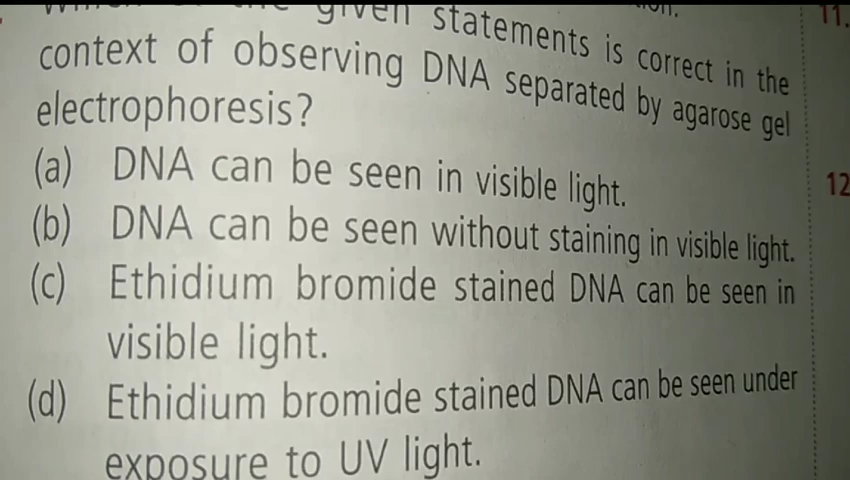 given statements is correct in the
context of observing DNA separated by agarose gel
electrophoresis?
(a) DNA can be seen in visible light.
(b) DNA can be seen without staining in visible light.
(c) Ethidium bromide stained DNA can be seen in
visible light.
(d) Ethidium bromide stained DNA can be seen under
exposure to UV light.
11.
12